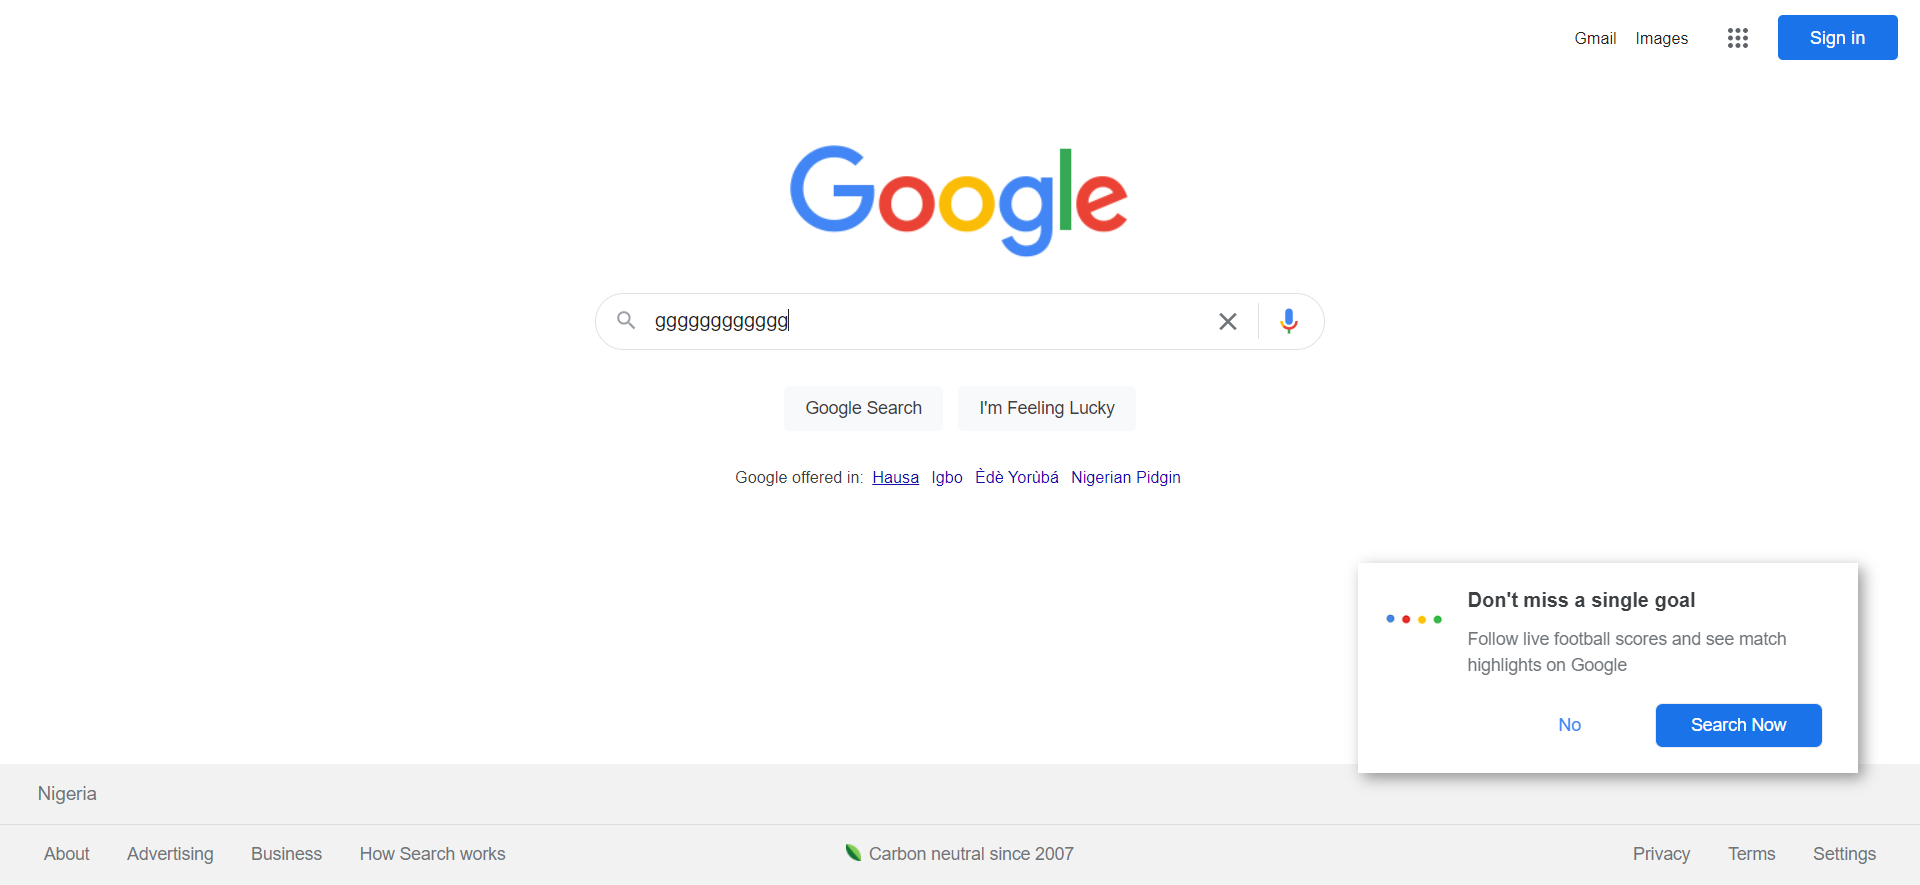 Gmail Images Sign in
Google
gggggggggggg
Google Search I'm Feeling Lucky
Google offered in: Hausa Igbo Èdè Yorùbá Nigerian Pidgin
Don't miss a single goal
Follow live football scores and see match
highlights on Google
No Search Now
Nigeria
About Advertising Business How Search works Carbon neutral since 2007 Privacy Terms Settings